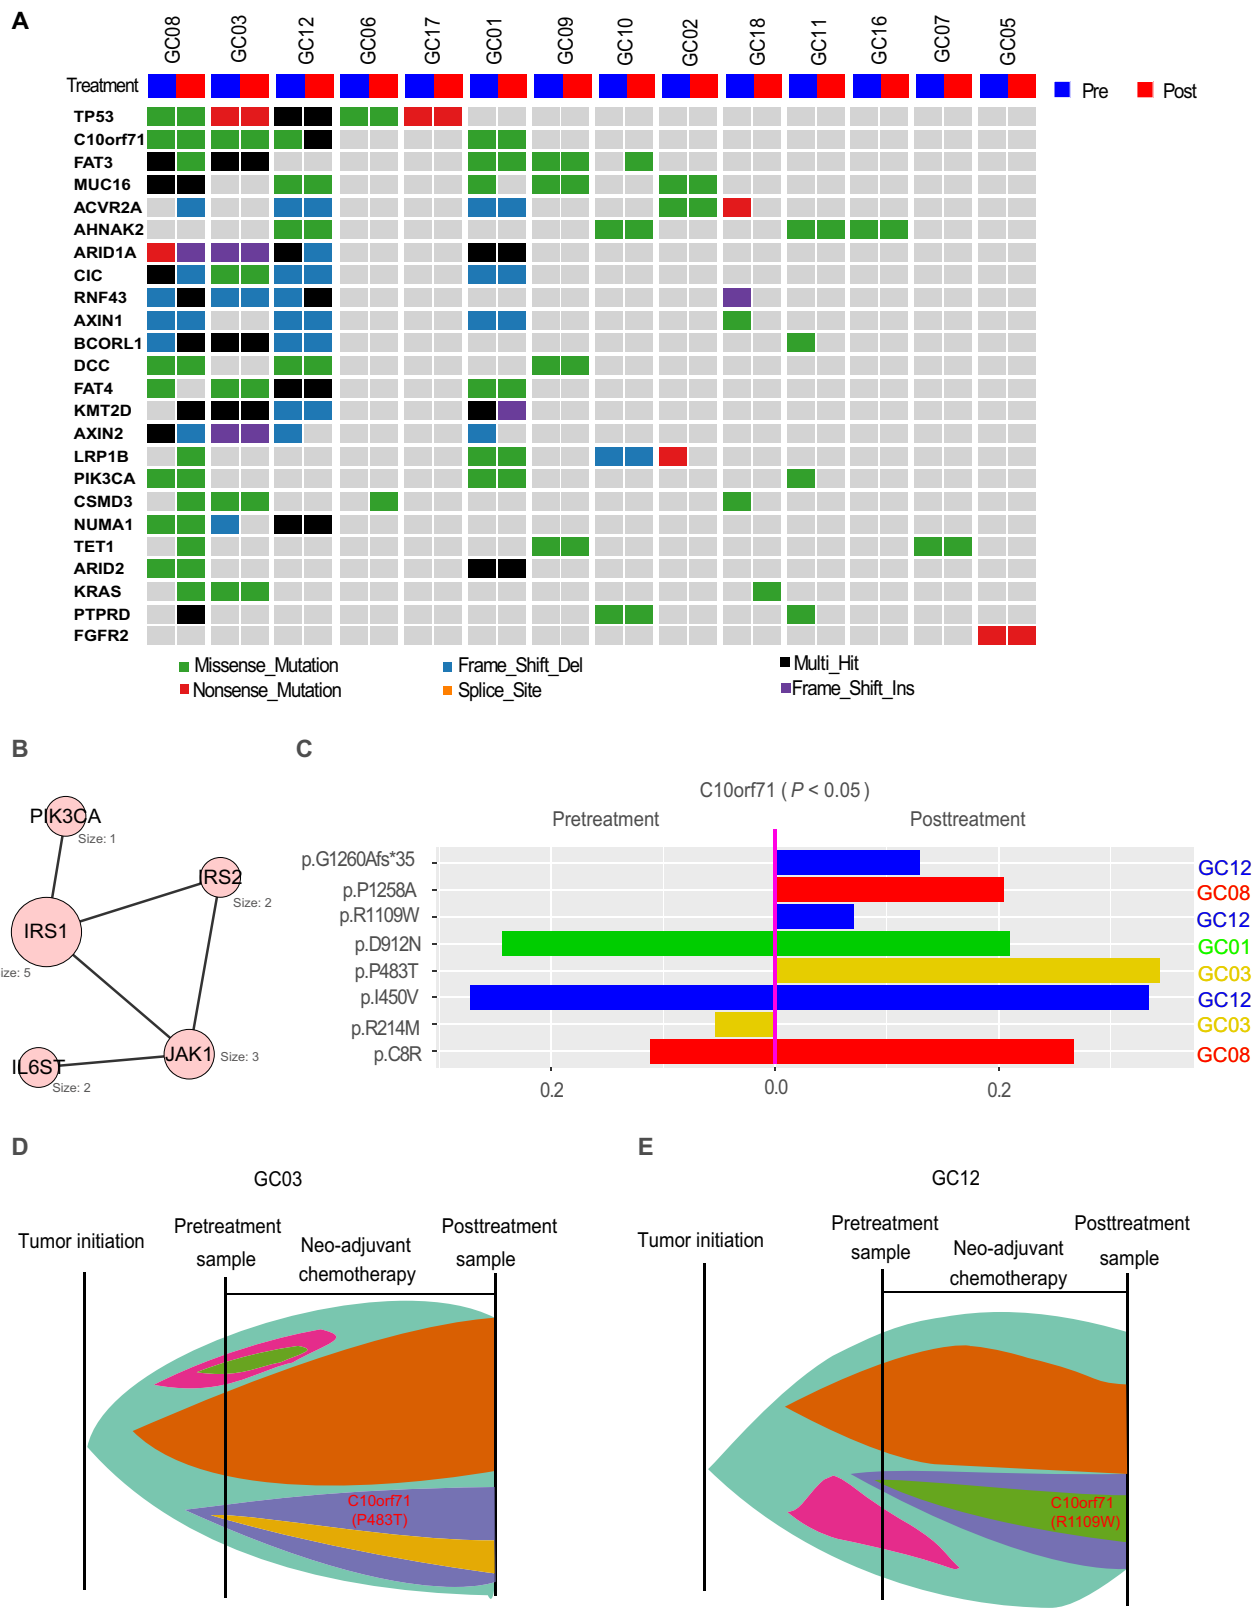 A
GC08 GC03 GC12 GC06 GC17 GC01 GC09 GC10 GC02 GC18 GC11 GC16 GC07 GC05
Treatment
Pre Post
TP53
C10orf71
FAT3
MUC16
ACVR2A
AHNAK2
ARID1A
CIC
RNF43
AXIN1
BCORL1
DCC
FAT4
KMT2D
AXIN2
LRP1B
PIK3CA
CSMD3
NUMA1
TET1
ARID2
KRAS
PTPRD
FGFR2
Missense_Mutation Frame_Shift_Del Multi_Hit
Nonsense_Mutation Splice_Site Frame_Shift_Ins
B
PIK3CA
Size: 1
IRS2
Size: 2
IRS1
ize: 5
JAK1 Size: 3
IL6ST
Size: 2
C
C10orf71 ( P < 0.05 )
Pretreatment Posttreatment
p.G1260Afs*35 GC12
p.P1258A GC08
p.R1109W GC12
p.D912N GC01
p.P483T GC03
p.I450V GC12
p.R214M GC03
p.C8R GC08
0.2 0.0 0.2
D
GC03
Tumor initiation
Pretreatment
sample
Neo-adjuvant
chemotherapy
Posttreatment
sample
C10orf71
(P483T)
E
GC12
Tumor initiation
Pretreatment
sample
Neo-adjuvant
chemotherapy
Posttreatment
sample
C10orf71
(R1109W)